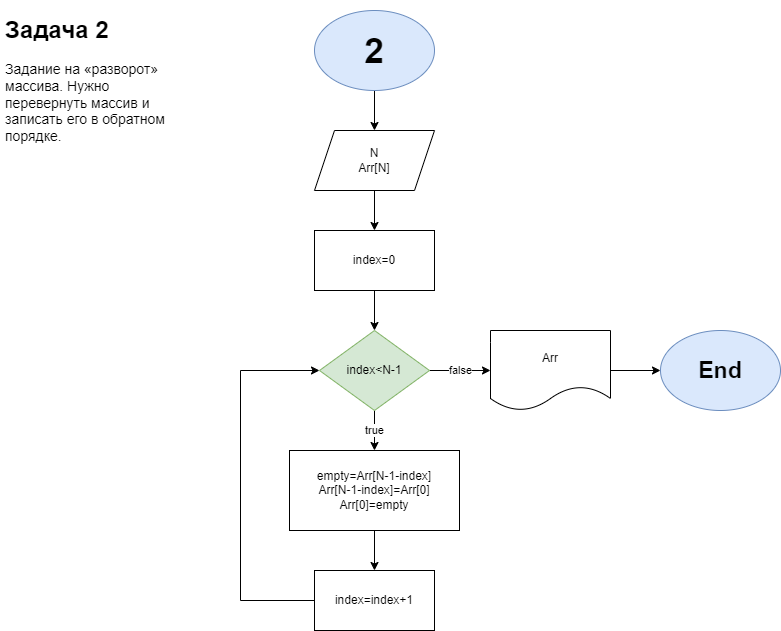 Задача 2
Задание на «разворот»
массива. Нужно
перевернуть массив и
записать его в обратном
порядке.
2
N
Arr[N]
index=0
index<N-1
false
Arr
End
true
empty=Arr[N-1-index]
Arr[N-1-index]=Arr[0]
Arr[0]=empty
index=index+1